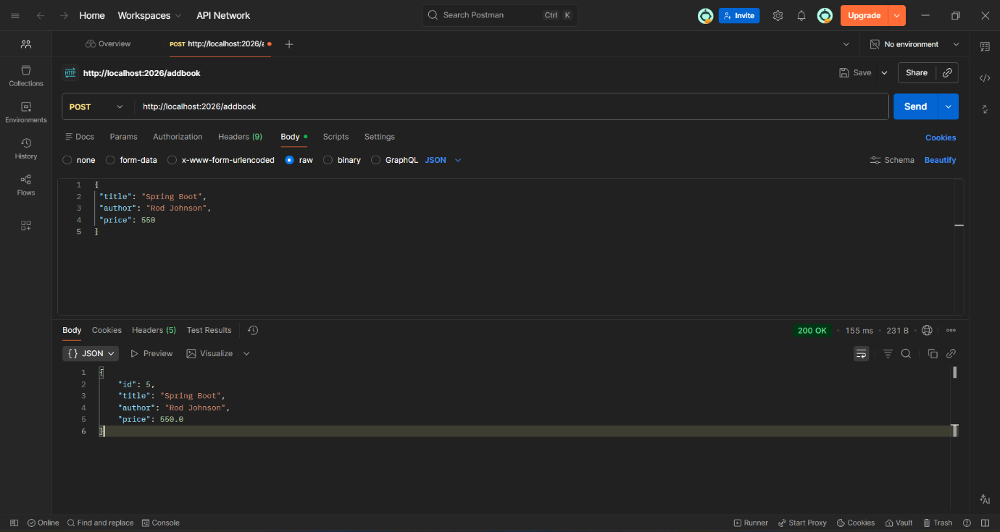 Home Workspaces API Network Search Postman Ctrl K Invite Upgrade
Overview POST http://localhost:2026/a No environment
HTTP http://localhost:2026/addbook Save Share
Collections
Environments
History
Flows
POST http://localhost:2026/addbook Send
Docs Params Authorization Headers (9) Body Scripts Settings Cookies
none form-data x-www-form-urlencoded raw binary GraphQL JSON Schema Beautify
1 {
2 "title": "Spring Boot",
3 "author": "Rod Johnson",
4 "price": 550
5 }
Body Cookies Headers (5) Test Results 200 OK • 155 ms • 231 B
{} JSON Preview Visualize
1 {
2 "id": 5,
3 "title": "Spring Boot",
4 "author": "Rod Johnson",
5 "price": 550.0
6 }
AI
Online Find and replace Console Runner Start Proxy Cookies Vault Trash